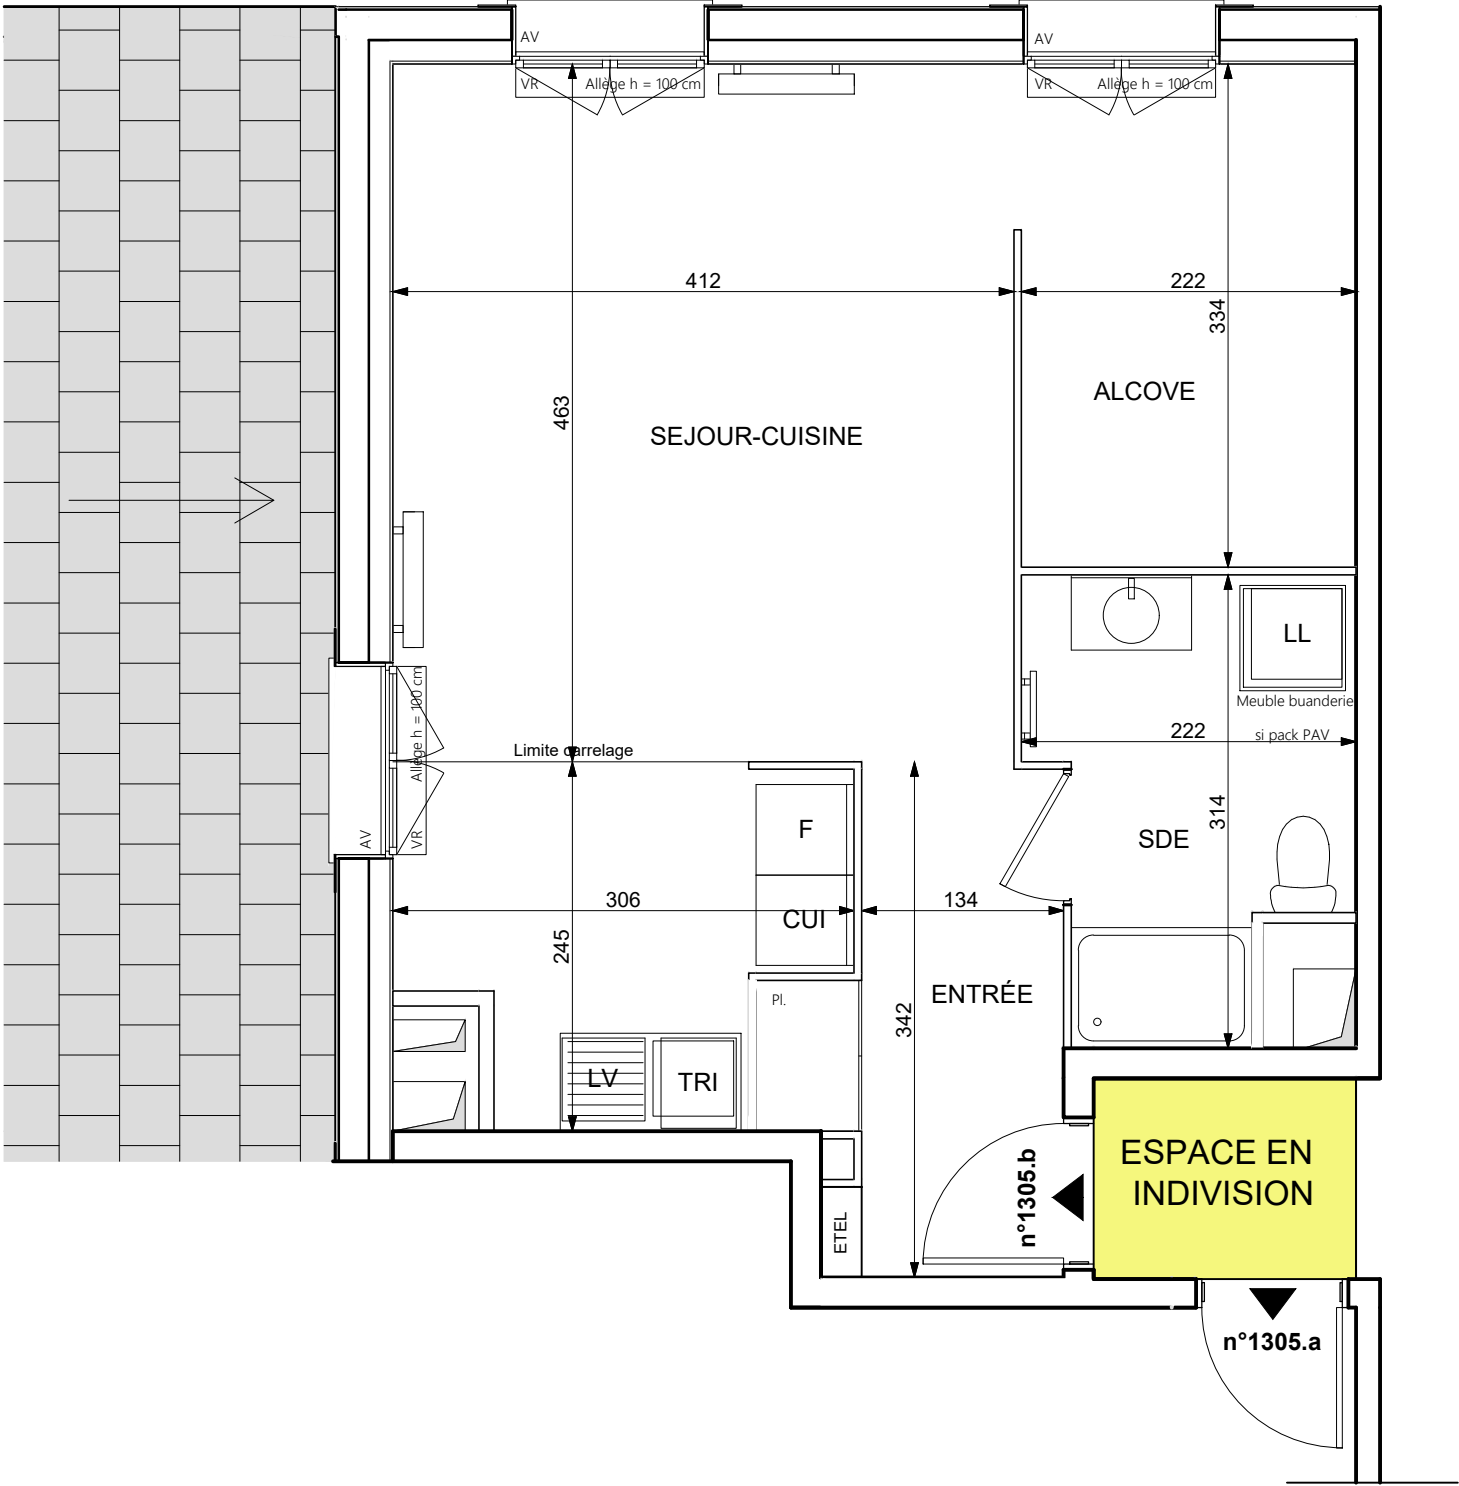 AV
AV
VR
Allège h = 100 cm
VR
Allège h = 100 cm
412
222
334
463
ALCOVE
SEJOUR-CUISINE
LL
Meuble buanderie
si pack PAV
222
Allège h = 100 cm
VR
AV
Limite carrelage
F
314
SDE
306
134
CUI
245
Pl.
ENTRÉE
342
LV
TRI
ESPACE EN
INDIVISION
n°1305.b
ETEL
n°1305.a